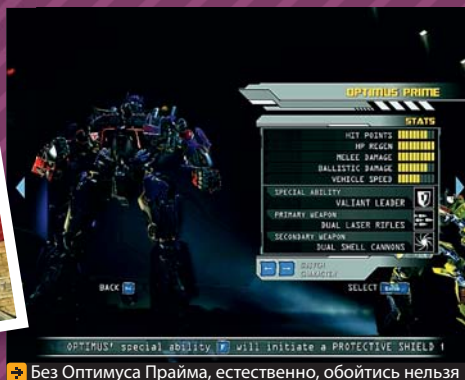 OPTIMUS PRIME
STATS
HIT POINTS
HP REGEN
MELEE DAMAGE
BALLISTIC DAMAGE
VEHICLE SPEED
SPECIAL ABILITY
VALIANT LEADER
PRIMARY WEAPON
DUAL LASER RIFLES
SECONDARY WEAPON
DUAL SHELL CANNONS
SWITCH
CHARACTER
BACK
SELECT
OPTIMUS' special ability F will initiate a PROTECTIVE SHIELD
Без Оптимуса Прайма, естественно, обойтись нельзя